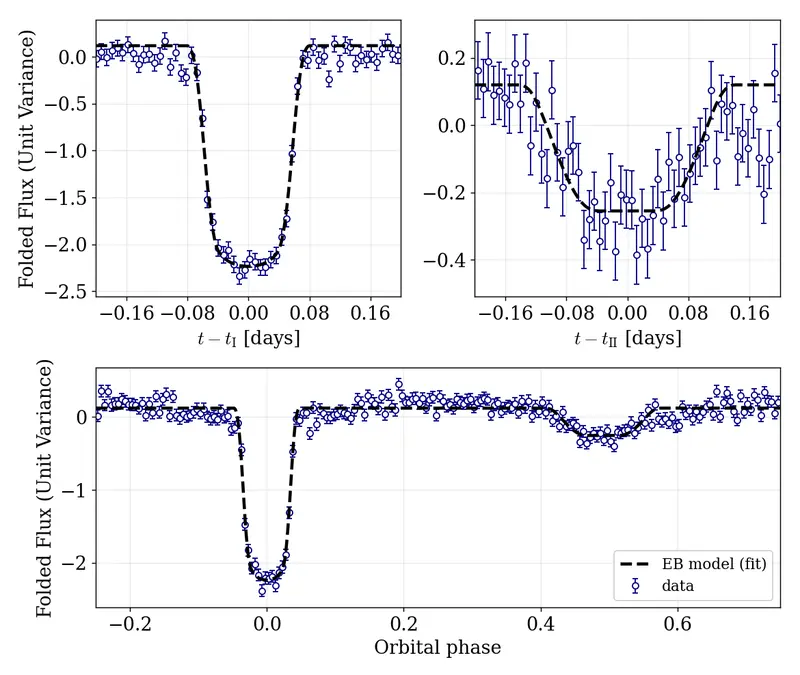 Folded Flux (Unit Variance)
0.0
−0.5
−1.0
−1.5
−2.0
−2.5
−0.16 −0.08 0.00 0.08 0.16
t − tI [days]
0.2
0.0
−0.2
−0.4
−0.16 −0.08 0.00 0.08 0.16
t − tII [days]
Folded Flux (Unit Variance)
0
−1
−2
−0.2 0.0 0.2 0.4 0.6
Orbital phase
EB model (fit)
data